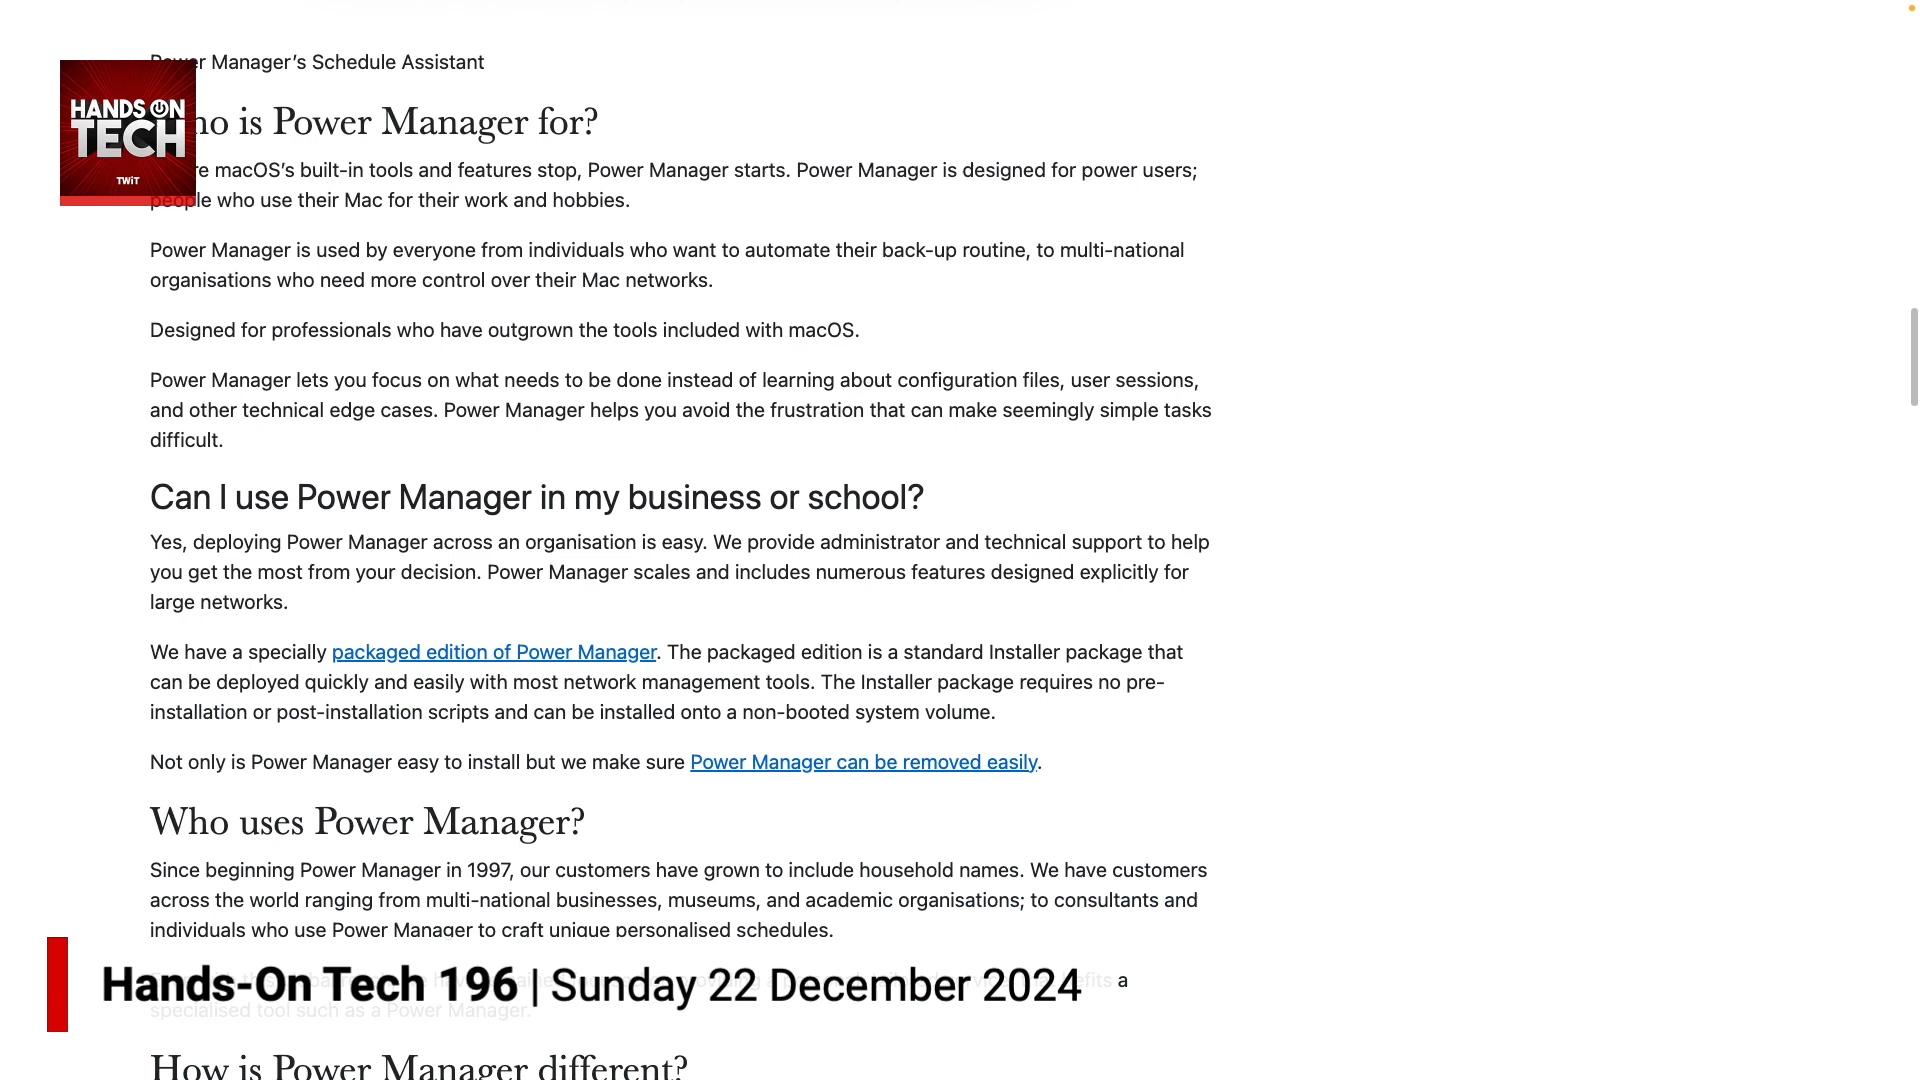 Power Manager’s Schedule Assistant
HANDS ON
TECH
TWiT
Who is Power Manager for?
Where macOS’s built-in tools and features stop, Power Manager starts. Power Manager is designed for power users;
people who use their Mac for their work and hobbies.
Power Manager is used by everyone from individuals who want to automate their back-up routine, to multi-national
organisations who need more control over their Mac networks.
Designed for professionals who have outgrown the tools included with macOS.
Power Manager lets you focus on what needs to be done instead of learning about configuration files, user sessions,
and other technical edge cases. Power Manager helps you avoid the frustration that can make seemingly simple tasks
difficult.
Can I use Power Manager in my business or school?
Yes, deploying Power Manager across an organisation is easy. We provide administrator and technical support to help
you get the most from your decision. Power Manager scales and includes numerous features designed explicitly for
large networks.
We have a specially packaged edition of Power Manager. The packaged edition is a standard Installer package that
can be deployed quickly and easily with most network management tools. The Installer package requires no pre-
installation or post-installation scripts and can be installed onto a non-booted system volume.
Not only is Power Manager easy to install but we make sure Power Manager can be removed easily.
Who uses Power Manager?
Since beginning Power Manager in 1997, our customers have grown to include household names. We have customers
across the world ranging from multi-national businesses, museums, and academic organisations; to consultants and
individuals who use Power Manager to craft unique personalised schedules.
Hands-On Tech 196 | Sunday 22 December 2024
a
specialised tool such as a Power Manager.
How is Power Manager different?